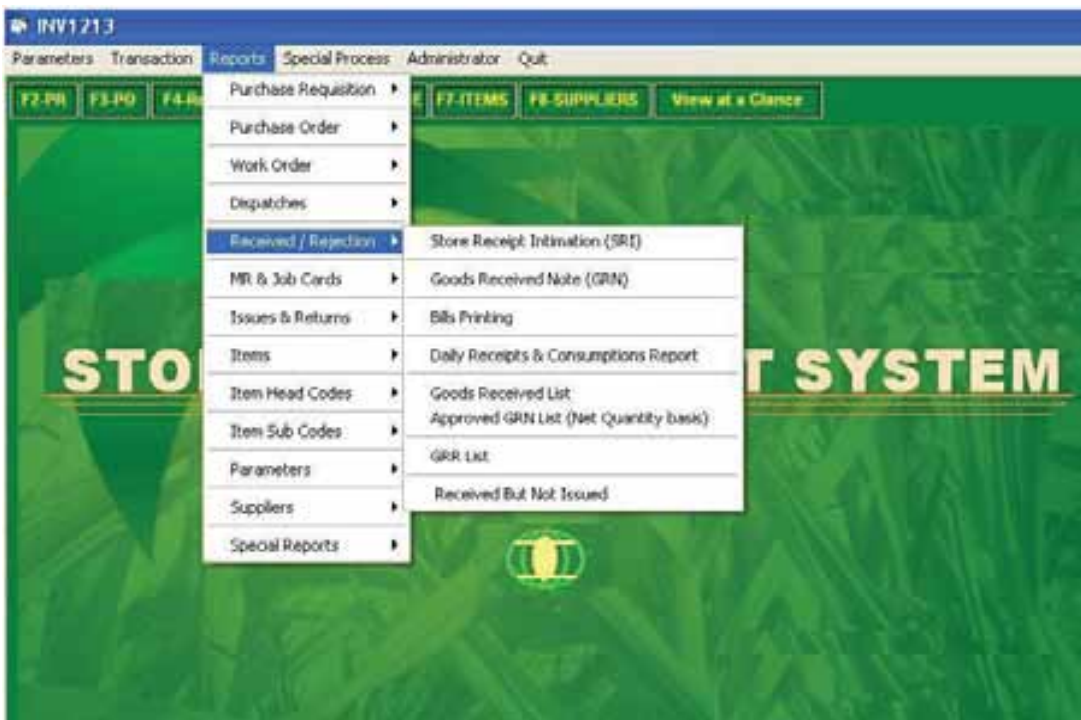 INV1213
Parameters Transaction Reports Special Process Administrator Quit
F2-PR F3-PO F4-Re E F7-ITEMS F8-SUPPLIERS View at a Glance
Purchase Requisition
Purchase Order
Work Order
Dispatches
Received / Rejection
MR & Job Cards
Issues & Returns
Items
Item Head Codes
Item Sub Codes
Parameters
Suppliers
Special Reports
Store Receipt Intimation (SRI)
Goods Received Note (GRN)
Bills Printing
Daily Receipts & Consumptions Report
Goods Received List
Approved GRN List (Net Quantity basis)
GRR List
Received But Not Issued
STO T SYSTEM